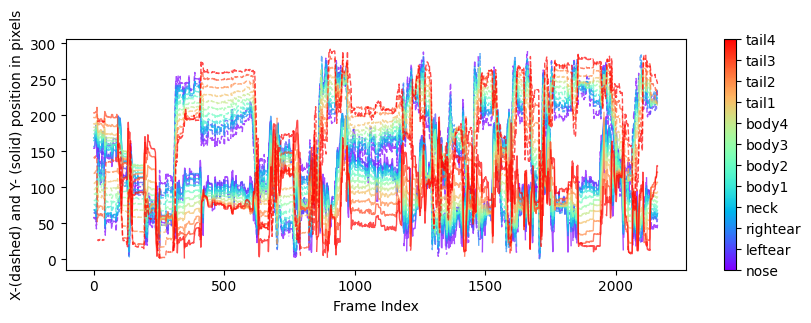 X-(dashed) and Y- (solid) position in pixels
300
250
200
150
100
50
0
0
500
1000
1500
2000
Frame Index
tail4
tail3
tail2
tail1
body4
body3
body2
body1
neck
rightear
leftear
nose